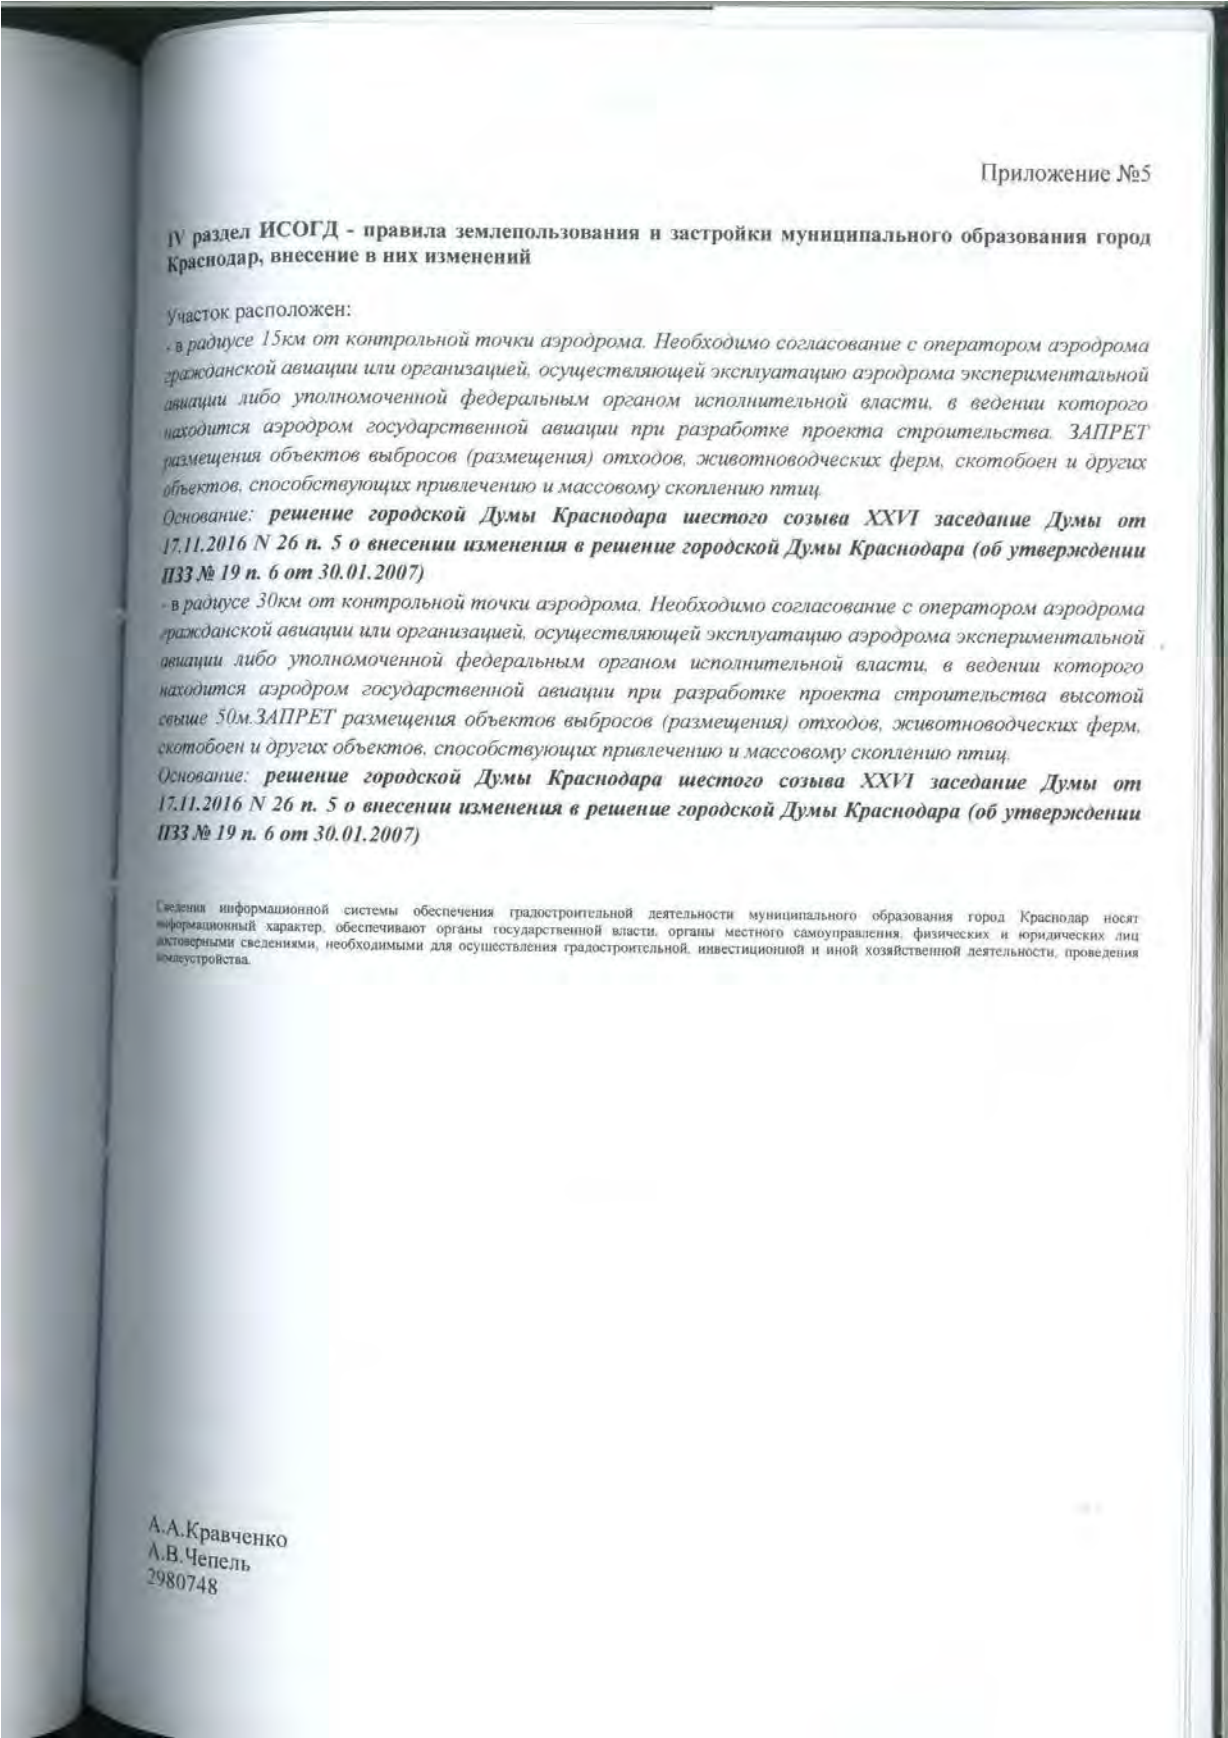 Приложение №5
IV раздел ИСОГД - правила землепользования и застройки муниципального образования город
Краснодар, внесение в них изменений
Участок расположен:
- в радиусе 15км от контрольной точки аэродрома. Необходимо согласование с оператором аэродрома
гражданской авиации или организацией, осуществляющей эксплуатацию аэродрома экспериментальной
авиации либо уполномоченной федеральным органом исполнительной власти, в ведении которого
находится аэродром государственной авиации при разработке проекта строительства. ЗАПРЕТ
размещения объектов выбросов (размещения) отходов, животноводческих ферм, скотобоен и других
объектов, способствующих привлечению и массовому скоплению птиц.
Основание: решение городской Думы Краснодара шестого созыва XXVI заседание Думы от
17.11.2016 N 26 п. 5 о внесении изменения в решение городской Думы Краснодара (об утверждении
ПЗЗ № 19 п. 6 от 30.01.2007)
- в радиусе 30км от контрольной точки аэродрома. Необходимо согласование с оператором аэродрома
гражданской авиации или организацией, осуществляющей эксплуатацию аэродрома экспериментальной
авиации либо уполномоченной федеральным органом исполнительной власти, в ведении которого
находится аэродром государственной авиации при разработке проекта строительства высотой
свыше 50м.ЗАПРЕТ размещения объектов выбросов (размещения) отходов, животноводческих ферм,
скотобоен и других объектов, способствующих привлечению и массовому скоплению птиц.
Основание: решение городской Думы Краснодара шестого созыва XXVI заседание Думы от
17.11.2016 N 26 п. 5 о внесении изменения в решение городской Думы Краснодара (об утверждении
ПЗЗ № 19 п. 6 от 30.01.2007)
Сведения информационной системы обеспечения градостроительной деятельности муниципального образования город Краснодар носят
информационный характер, обеспечивают органы государственной власти, органы местного самоуправления, физических и юридических лиц
достоверными сведениями, необходимыми для осуществления градостроительной, инвестиционной и иной хозяйственной деятельности, проведения
землеустройства.
А.А.Кравченко
А.В.Чепель
2980748